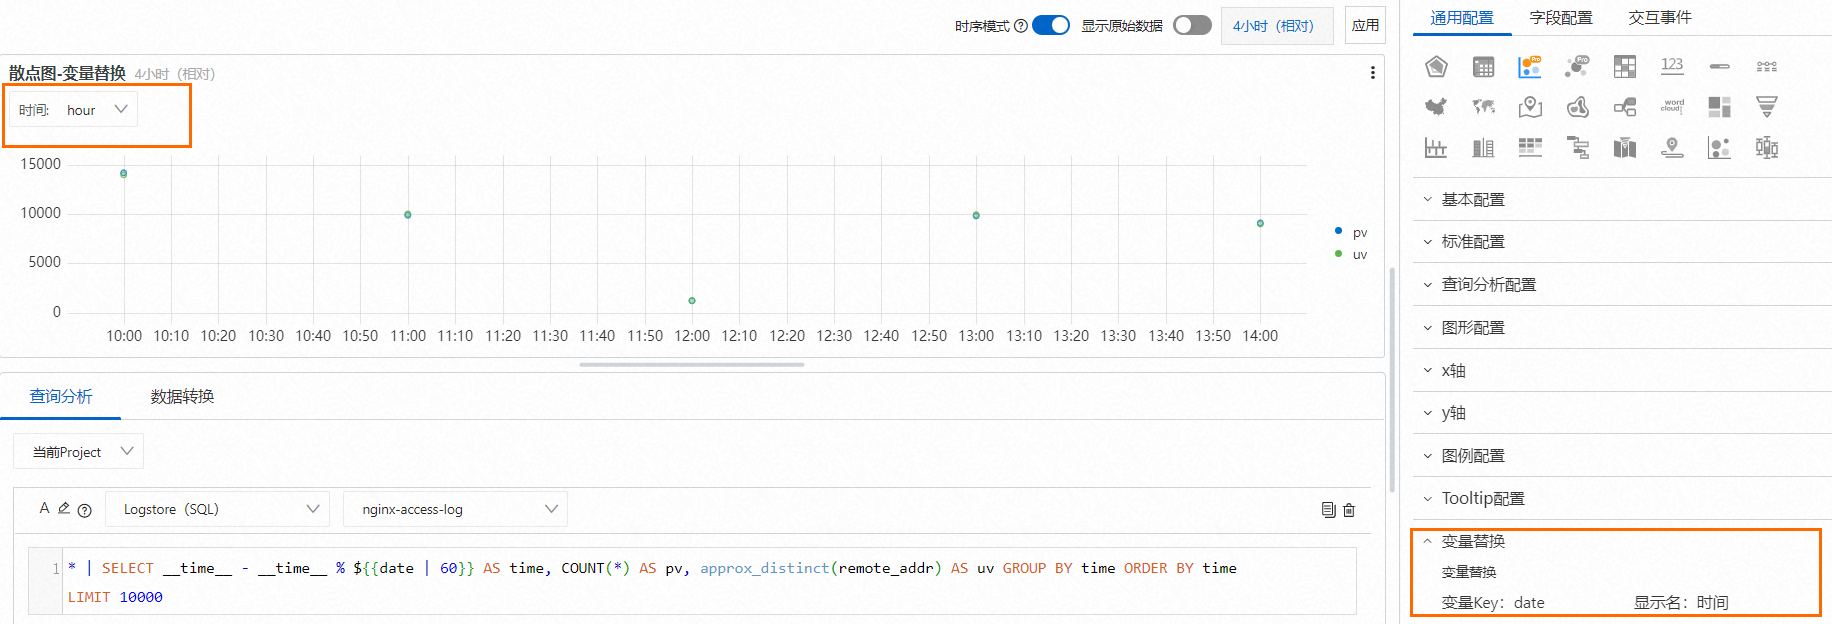 时序模式 显示原始数据 4小时（相对） 应用
散点图-变量替换 4小时（相对）
时间: hour
15000
10000
5000
0
10:00 10:10 10:20 10:30 10:40 10:50 11:00 11:10 11:20 11:30 11:40 11:50 12:00 12:10 12:20 12:30 12:40 12:50 13:00 13:10 13:20 13:30 13:40 13:50 14:00
pv
uv
查询分析 数据转换
当前Project
A Logstore（SQL） nginx-access-log
1 * | SELECT __time__ - __time__ % ${{date | 60}} AS time, COUNT(*) AS pv, approx_distinct(remote_addr) AS uv GROUP BY time ORDER BY time
LIMIT 10000
通用配置 字段配置 交互事件
Pro Pro 123
word cloud
基本配置
标准配置
查询分析配置
图形配置
x轴
y轴
图例配置
Tooltip配置
变量替换
变量替换
变量Key：date 显示名：时间